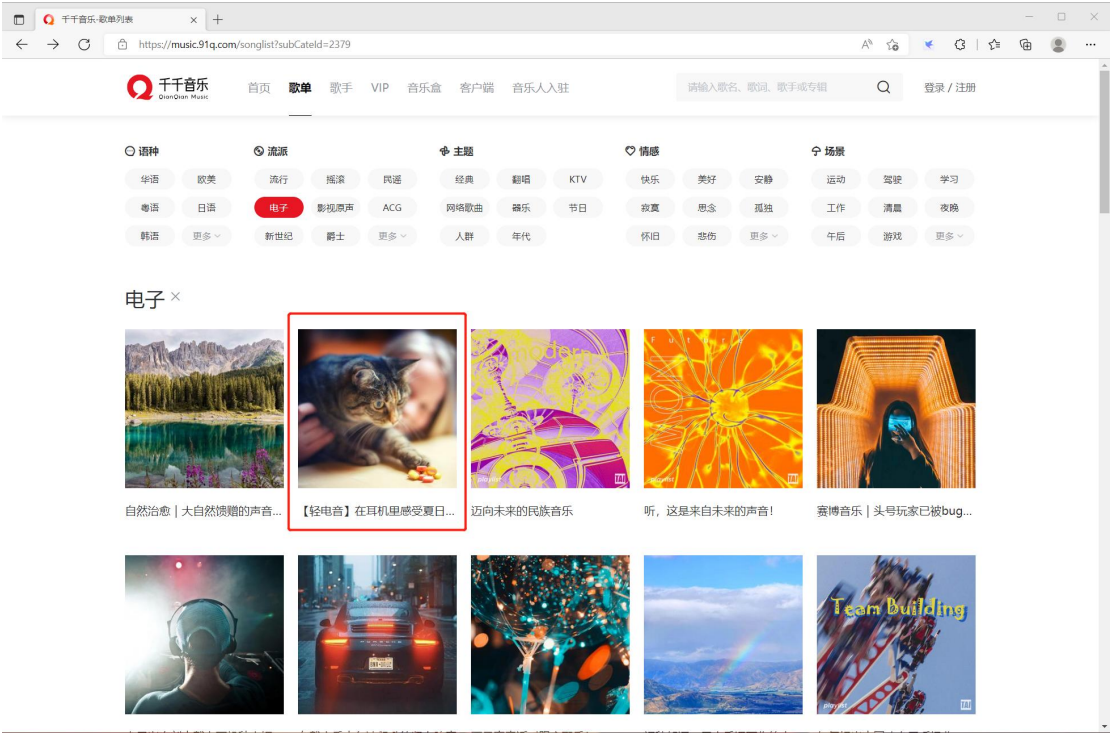 千千音乐-歌单列表
https://music.91q.com/songlist?subCateId=2379
千千音乐
QianQian Music
首页 歌单 歌手 VIP 音乐盒 客户端 音乐人入驻
请输入歌名、歌词、歌手或专辑
登录 / 注册
语种 流派 主题 情感 场景
华语 欧美 流行 摇滚 民谣 经典 翻唱 KTV 快乐 美好 安静 运动 驾驶 学习
粤语 日语 电子 影视原声 ACG 网络歌曲 器乐 节日 寂寞 思念 孤独 工作 清晨 夜晚
韩语 更多 新世纪 爵士 更多 人群 年代 怀旧 悲伤 更多 午后 游戏 更多
电子 ×
modern
playlist
Future
playlist
自然治愈 | 大自然馈赠的声音... 【轻电音】在耳机里感受夏日... 迈向未来的民族音乐 听，这是来自未来的声音！ 赛博音乐 | 头号玩家已被bug...
Team Building
playlist